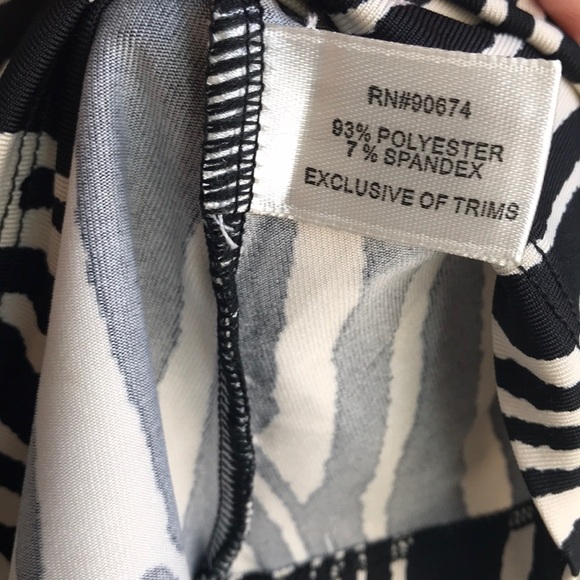 RN#90674
93% POLYESTER
7% SPANDEX
EXCLUSIVE OF TRIMS